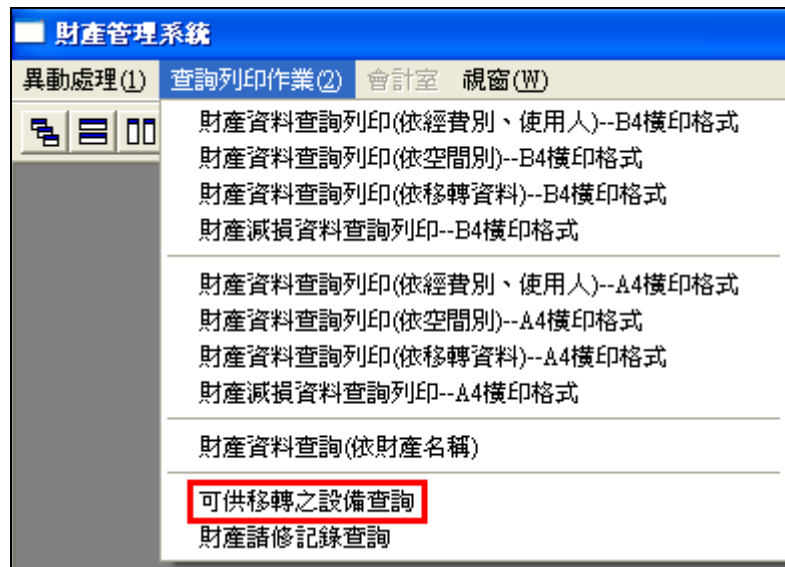 財產管理系統
異動處理(1) 查詢列印作業(2) 會計室 視窗(W)
財產資料查詢列印(依經費別、使用人)--B4橫印格式
財產資料查詢列印(依空間別)--B4橫印格式
財產資料查詢列印(依移轉資料)--B4橫印格式
財產減損資料查詢列印--B4橫印格式
財產資料查詢列印(依經費別、使用人)--A4橫印格式
財產資料查詢列印(依空間別)--A4橫印格式
財產資料查詢列印(依移轉資料)--A4橫印格式
財產減損資料查詢列印--A4橫印格式
財產資料查詢(依財產名稱)
可供移轉之設備查詢
財產請修記錄查詢